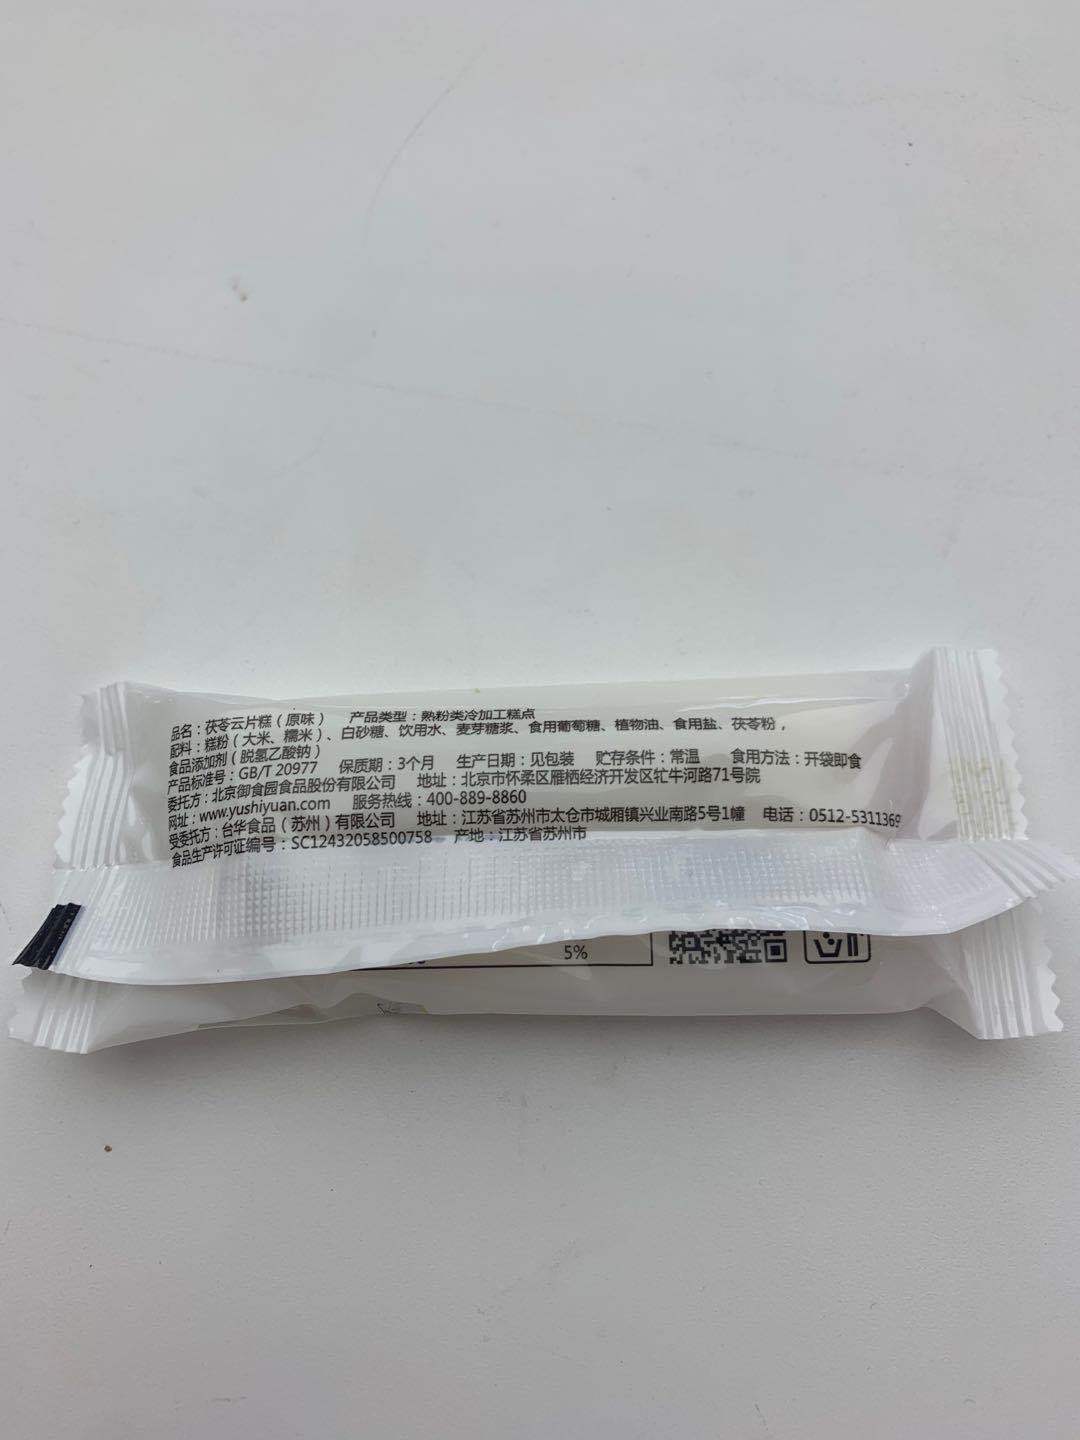 品名：茯苓云片糕（原味） 产品类型：熟粉类冷加工糕点
配料：糕粉（大米、糯米）、白砂糖、饮用水、麦芽糖浆、食用葡萄糖、植物油、食用盐、茯苓粉，
食品添加剂（脱氢乙酸钠）
产品标准号：GB/T 20977 保质期：3个月 生产日期：见包装 贮存条件：常温 食用方法：开袋即食
委托方：北京御食园食品股份有限公司 地址：北京市怀柔区雁栖经济开发区牤牛河路71号院
网址：www.yushiyuan.com 服务热线：400-889-8860
受委托方：台华食品（苏州）有限公司 地址：江苏省苏州市太仓市城厢镇兴业南路5号1幢 电话：0512-5311369
食品生产许可证编号：SC12432058500758 产地：江苏省苏州市
5%